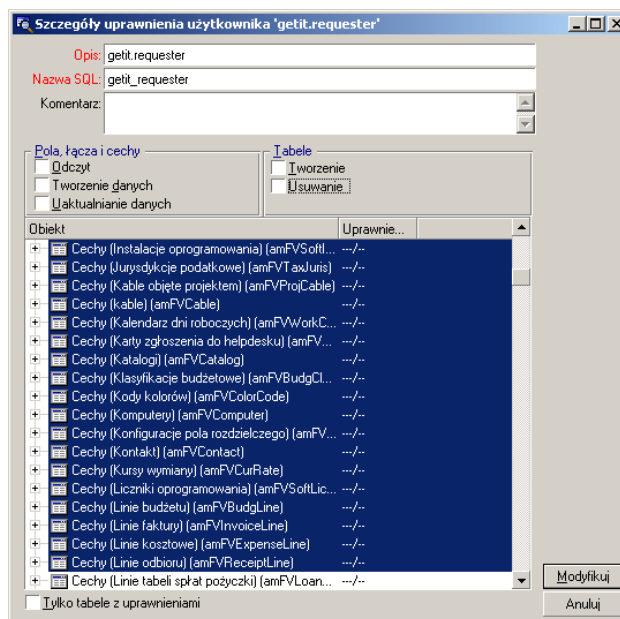 Szczegóły uprawnienia użytkownika 'getit.requester'
Opis: getit.requester
Nazwa SQL: getit_requester
Komentarz:
Pola, łącza i cechy
Odczyt
Tworzenie danych
Uaktualnianie danych
Tabele
Tworzenie
Usuwanie
Obiekt Uprawnie...
Cechy (Instalacje oprogramowania) (amFVSoftI... ---/--
Cechy (Jurysdykcje podatkowe) (amFVTaxJuris) ---/--
Cechy (Kable objęte projektem) (amFVProjCable) ---/--
Cechy (kable) (amFVCable) ---/--
Cechy (Kalendarz dni roboczych) (amFVWorkC... ---/--
Cechy (Karty zgłoszenia do helpdesku) (amFV... ---/--
Cechy (Katalogi) (amFVCatalog) ---/--
Cechy (Klasyfikacje budżetowe) (amFVBudgCl... ---/--
Cechy (Kody kolorów) (amFVColorCode) ---/--
Cechy (Komputery) (amFVComputer) ---/--
Cechy (Konfiguracje pola rozdzielczego) (amFV... ---/--
Cechy (Kontakt) (amFVContact) ---/--
Cechy (Kursy wymiany) (amFVCurRate) ---/--
Cechy (Liczniki oprogramowania) (amFVSoftLic... ---/--
Cechy (Linie budżetu) (amFVBudgLine) ---/--
Cechy (Linie faktury) (amFVInvoiceLine) ---/--
Cechy (Linie kosztowe) (amFVExpenseLine) ---/--
Cechy (Linie odbioru) (amFVReceiptLine) ---/--
Cechy (Linie tabeli spłat pożyczki) (amFVLoan... ---/--
Tylko tabele z uprawnieniami
Modyfikuj
Anuluj